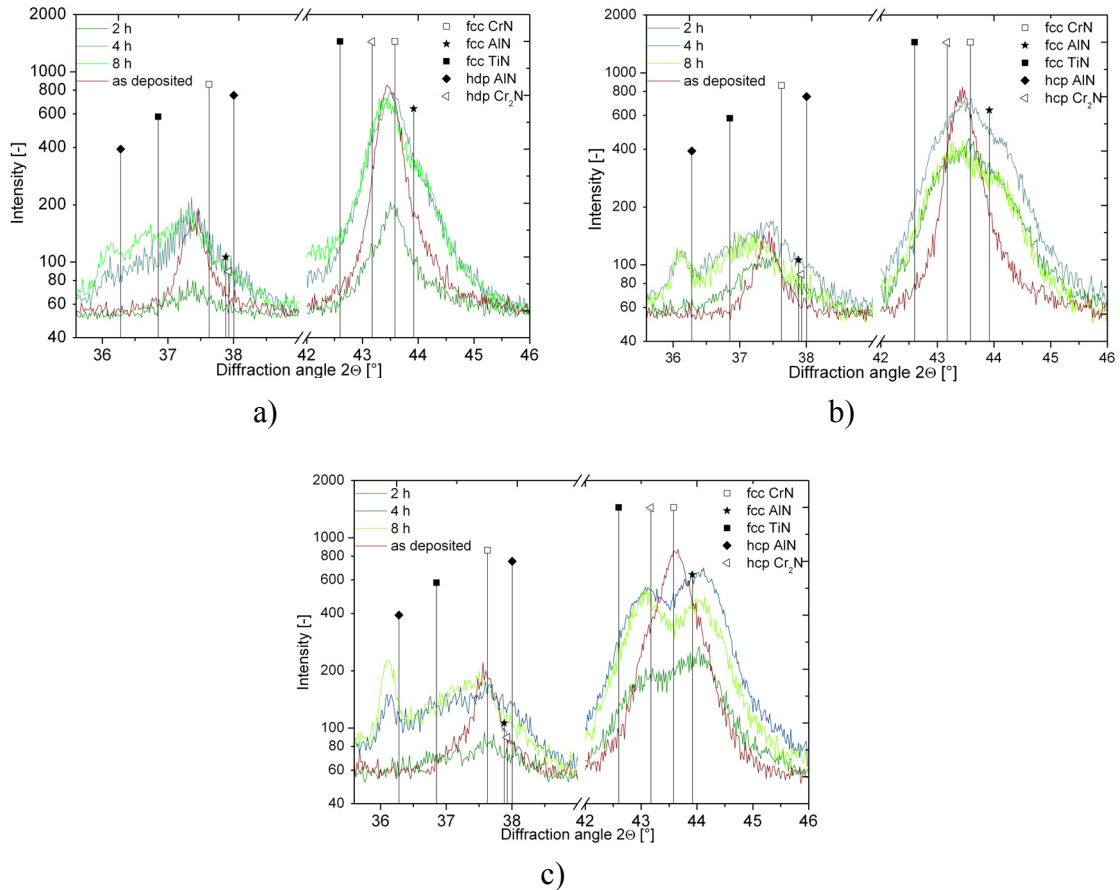 2000
1000
800
600
400
200
100
80
60
40
Intensity [-]
2 h
4 h
8 h
as deposited
fcc CrN
fcc AlN
fcc TiN
hdp AlN
hdp Cr₂N
36 37 38 42 43 44 45 46
Diffraction angle 2Θ [°]
a)
2000
1000
800
600
400
200
100
80
60
40
Intensity [-]
2 h
4 h
8 h
as deposited
fcc CrN
fcc AlN
fcc TiN
hcp AlN
hcp Cr₂N
36 37 38 42 43 44 45 46
Diffraction angle 2Θ [°]
b)
2000
1000
800
600
400
200
100
80
60
40
Intensity [-]
2 h
4 h
8 h
as deposited
fcc CrN
fcc AlN
fcc TiN
hcp AlN
hcp Cr₂N
36 37 38 42 43 44 45 46
Diffraction angle 2Θ [°]
c)